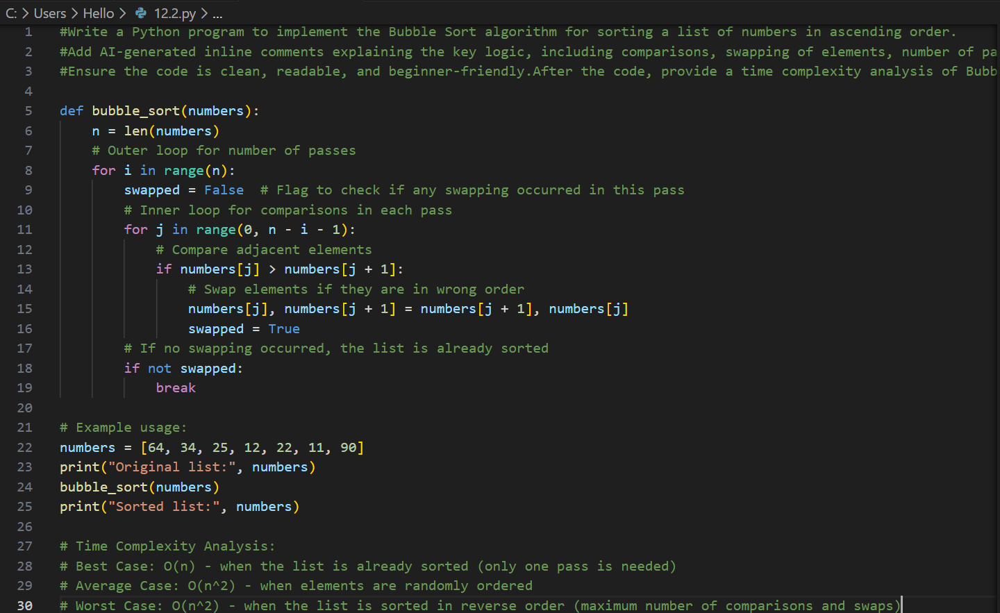 C: > Users > Hello > 12.2.py > ...
1 #Write a Python program to implement the Bubble Sort algorithm for sorting a list of numbers in ascending order.
2 #Add AI-generated inline comments explaining the key logic, including comparisons, swapping of elements, number of pa
3 #Ensure the code is clean, readable, and beginner-friendly.After the code, provide a time complexity analysis of Bubb
4
5 def bubble_sort(numbers):
6     n = len(numbers)
7     # Outer loop for number of passes
8     for i in range(n):
9         swapped = False  # Flag to check if any swapping occurred in this pass
10         # Inner loop for comparisons in each pass
11         for j in range(0, n - i - 1):
12             # Compare adjacent elements
13             if numbers[j] > numbers[j + 1]:
14                 # Swap elements if they are in wrong order
15                 numbers[j], numbers[j + 1] = numbers[j + 1], numbers[j]
16                 swapped = True
17         # If no swapping occurred, the list is already sorted
18         if not swapped:
19             break
20
21 # Example usage:
22 numbers = [64, 34, 25, 12, 22, 11, 90]
23 print("Original list:", numbers)
24 bubble_sort(numbers)
25 print("Sorted list:", numbers)
26
27 # Time Complexity Analysis:
28 # Best Case: O(n) - when the list is already sorted (only one pass is needed)
29 # Average Case: O(n^2) - when elements are randomly ordered
30 # Worst Case: O(n^2) - when the list is sorted in reverse order (maximum number of comparisons and swaps)